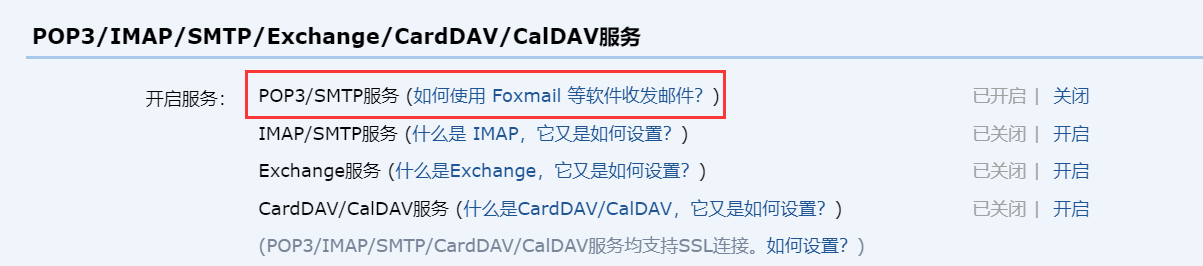 POP3/IMAP/SMTP/Exchange/CardDAV/CalDAV服务
开启服务： POP3/SMTP服务 (如何使用 Foxmail 等软件收发邮件？) 已开启 | 关闭
IMAP/SMTP服务 (什么是 IMAP，它又是如何设置？) 已关闭 | 开启
Exchange服务 (什么是Exchange，它又是如何设置？) 已关闭 | 开启
CardDAV/CalDAV服务 (什么是CardDAV/CalDAV，它又是如何设置？) 已关闭 | 开启
(POP3/IMAP/SMTP/CardDAV/CalDAV服务均支持SSL连接。如何设置？)